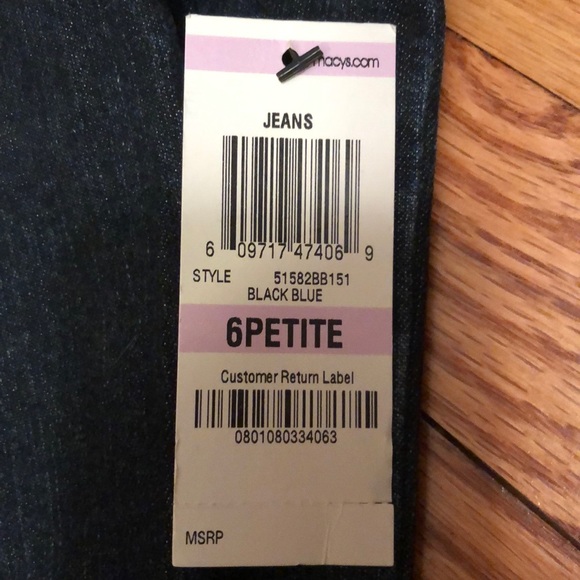 macys.com
JEANS
6 09717 47406 9
STYLE 51582BB151
BLACK BLUE
6PETITE
Customer Return Label
0801080334063
MSRP